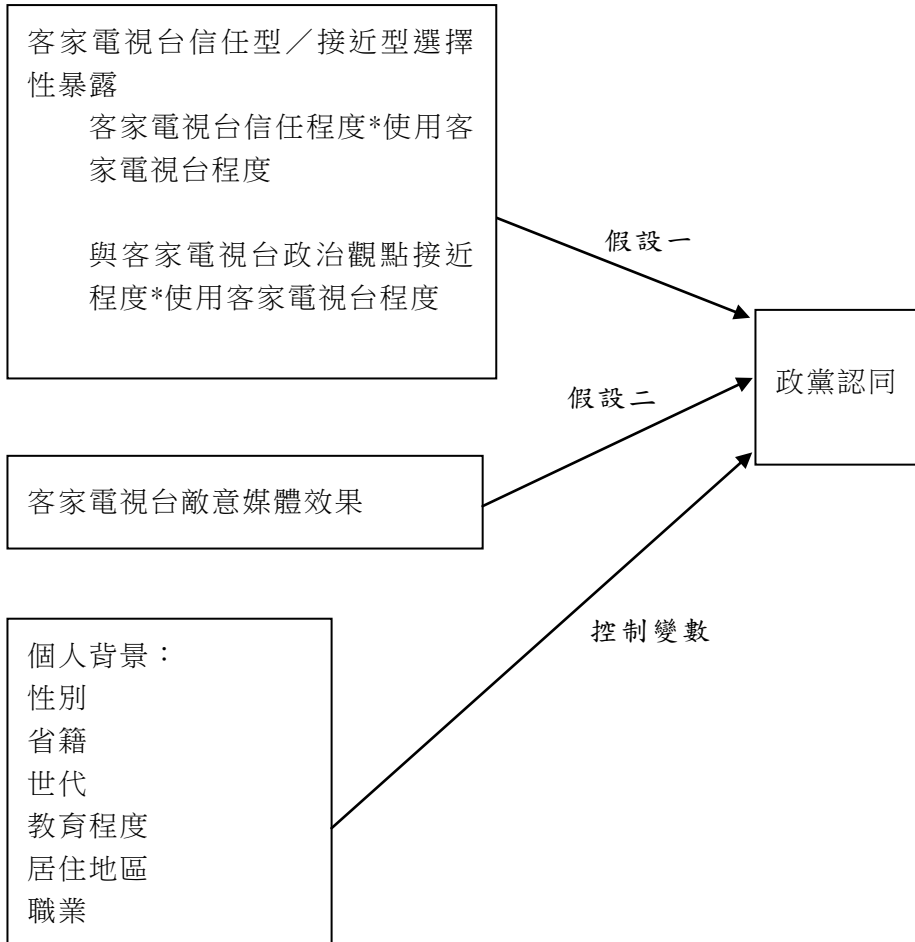 客家電視台信任型／接近型選擇
性暴露
客家電視台信任程度*使用客
家電視台程度
與客家電視台政治觀點接近
程度*使用客家電視台程度
假設一
政黨認同
假設二
客家電視台敵意媒體效果
控制變數
個人背景：
性別
省籍
世代
教育程度
居住地區
職業